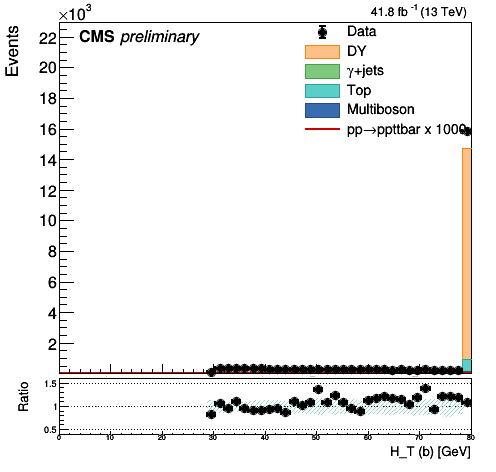 ×10³
41.8 fb⁻¹ (13 TeV)
CMS preliminary
Events
Data
DY
γ+jets
Top
Multiboson
pp→ppttbar x 1000
22
20
18
16
14
12
10
8
6
4
2
Ratio
1.5
1
0.5
0 10 20 30 40 50 60 70 80
H_T (b) [GeV]